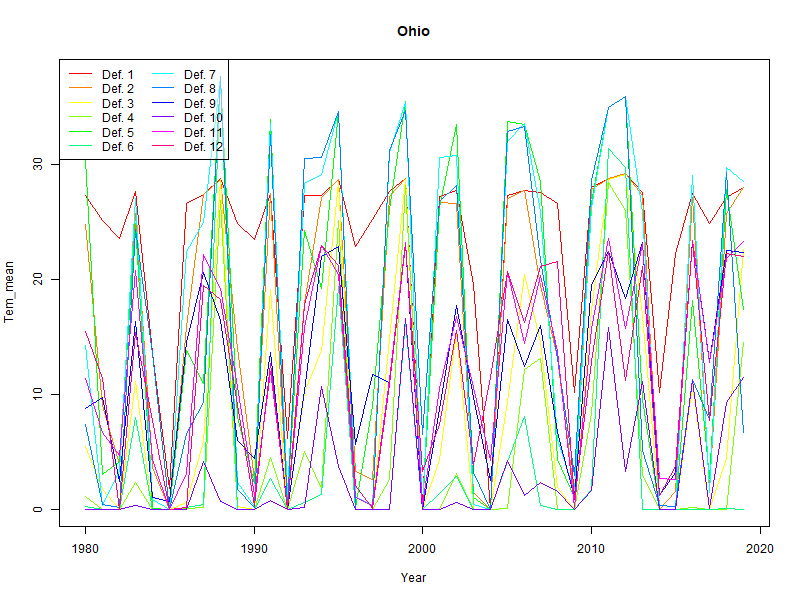 Ohio
Def. 1 Def. 7
Def. 2 Def. 8
Def. 3 Def. 9
Def. 4 Def. 10
Def. 5 Def. 11
Def. 6 Def. 12
30
20
10
0
Tem_mean
1980 1990 2000 2010 2020
Year